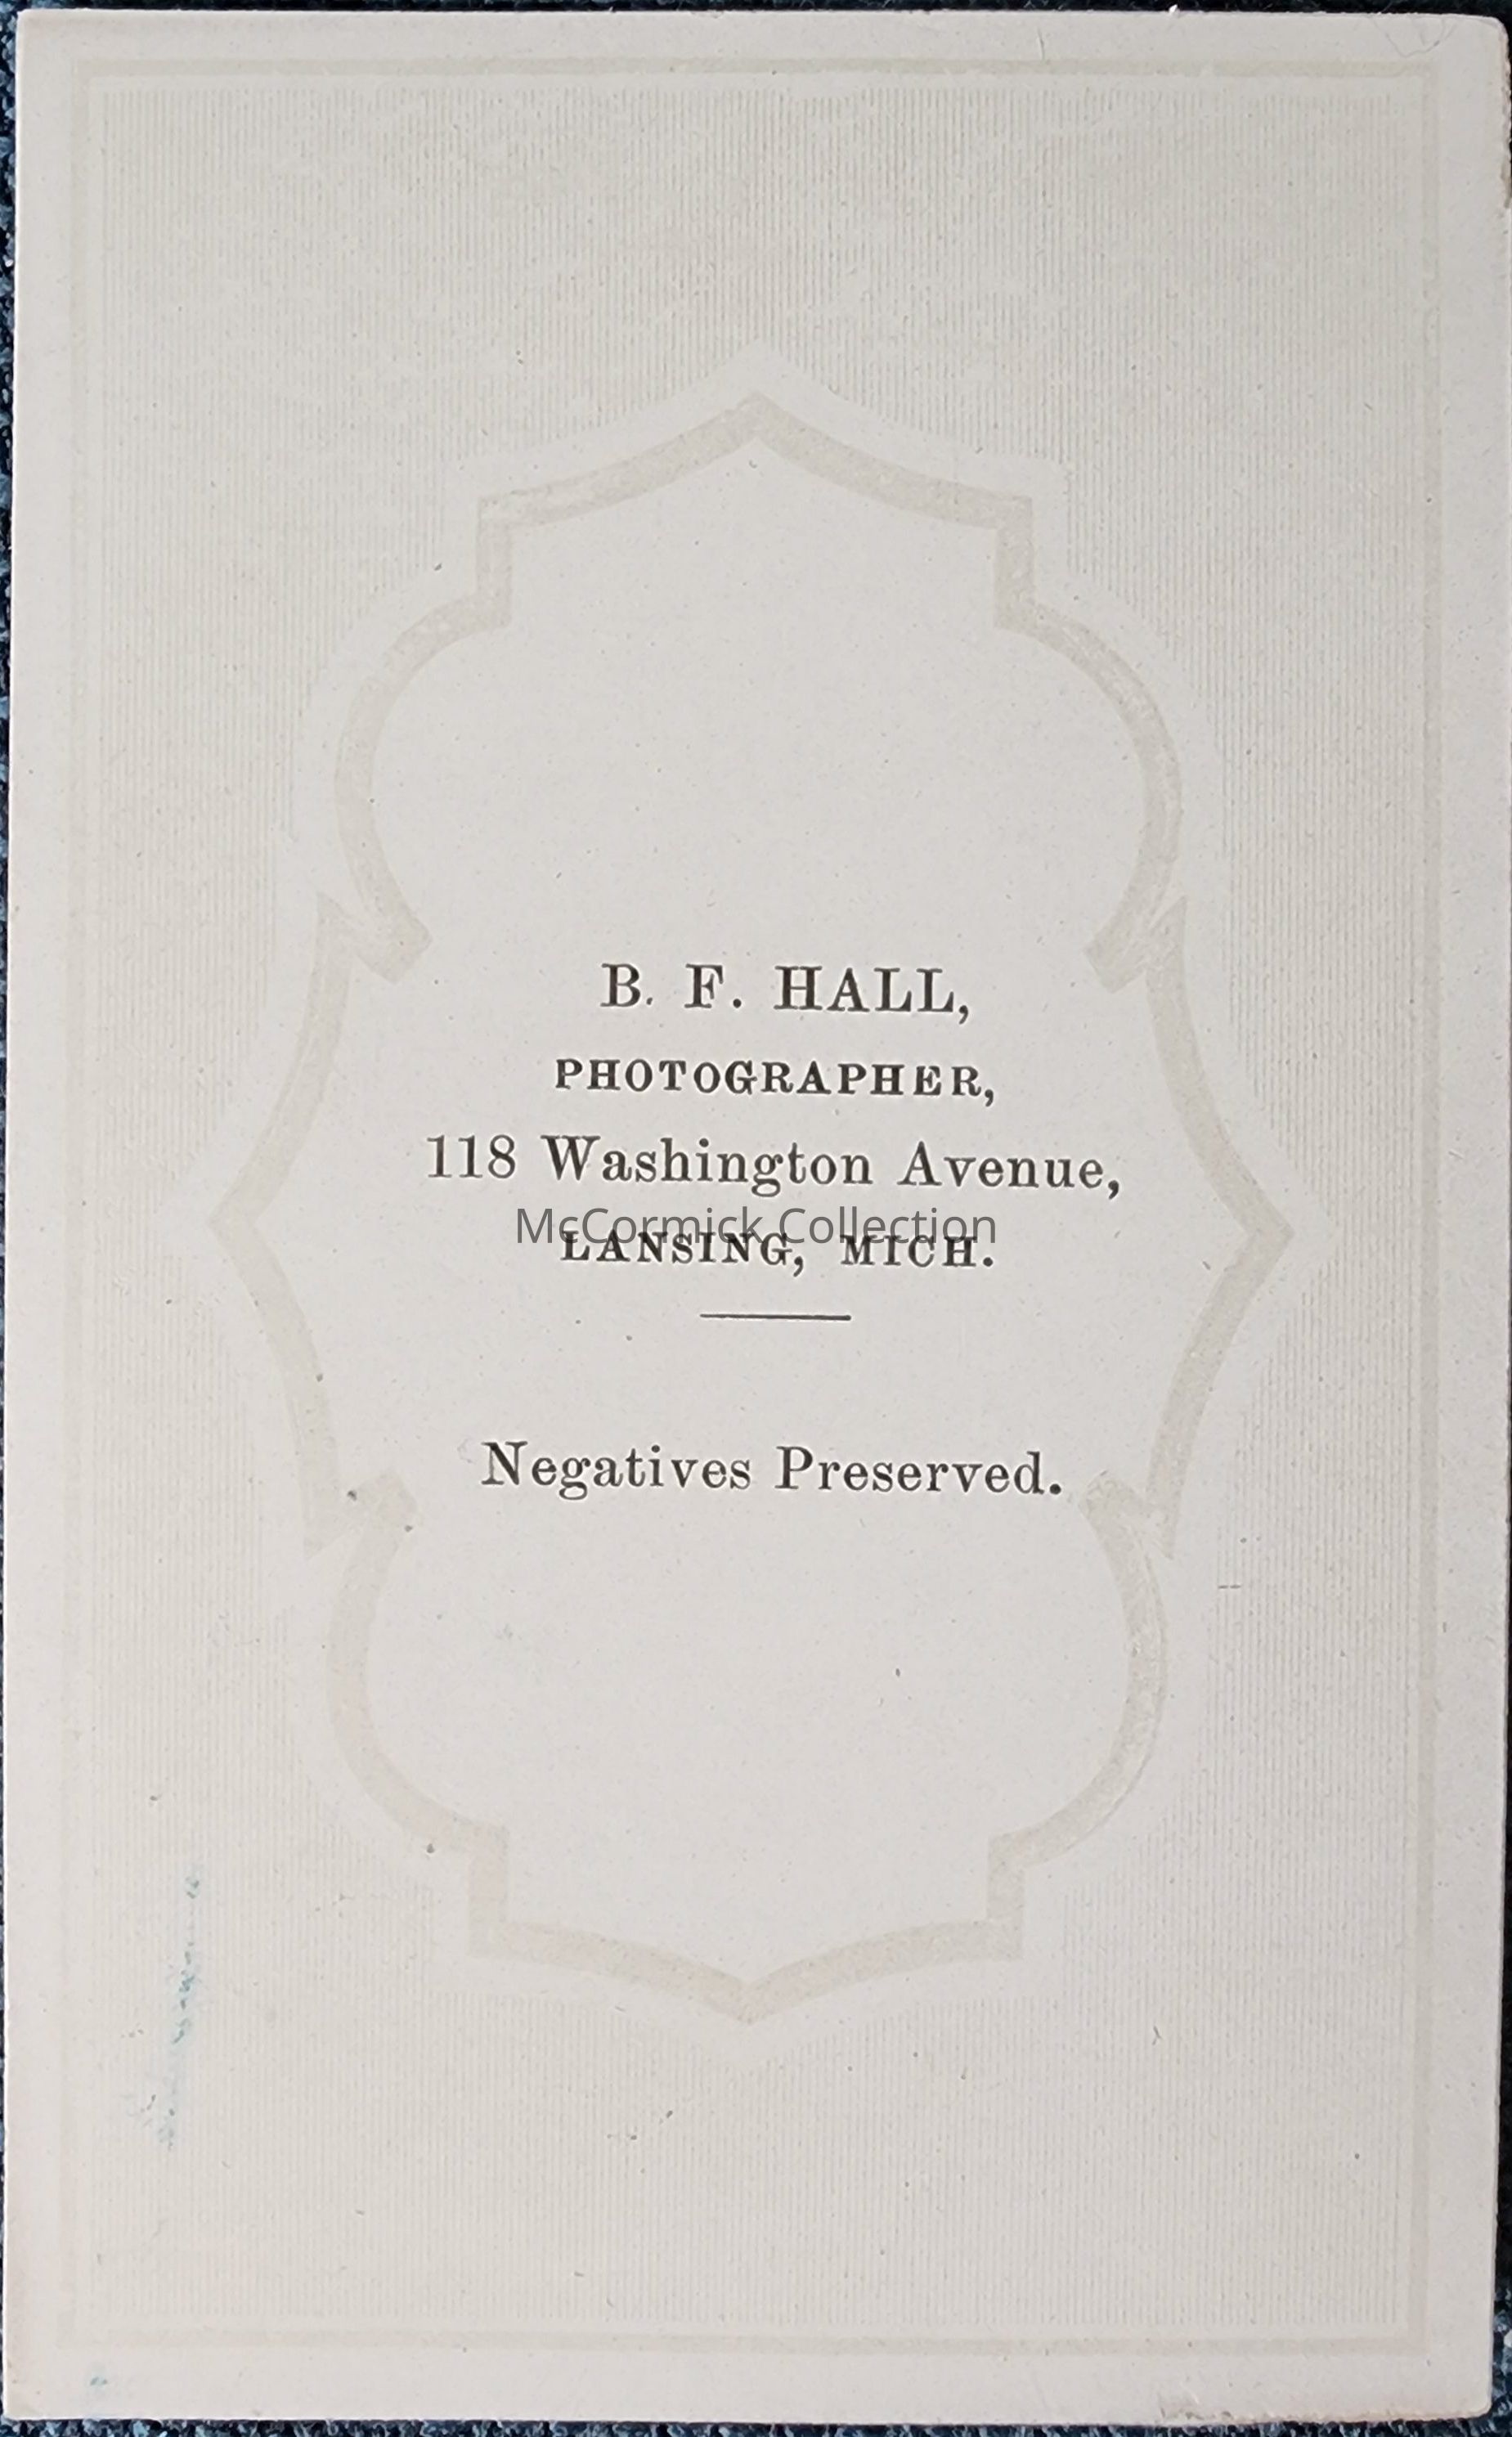 B. F. HALL,
PHOTOGRAPHER,
118 Washington Avenue,
McCormick Collection
LANSING, MICH.
Negatives Preserved.